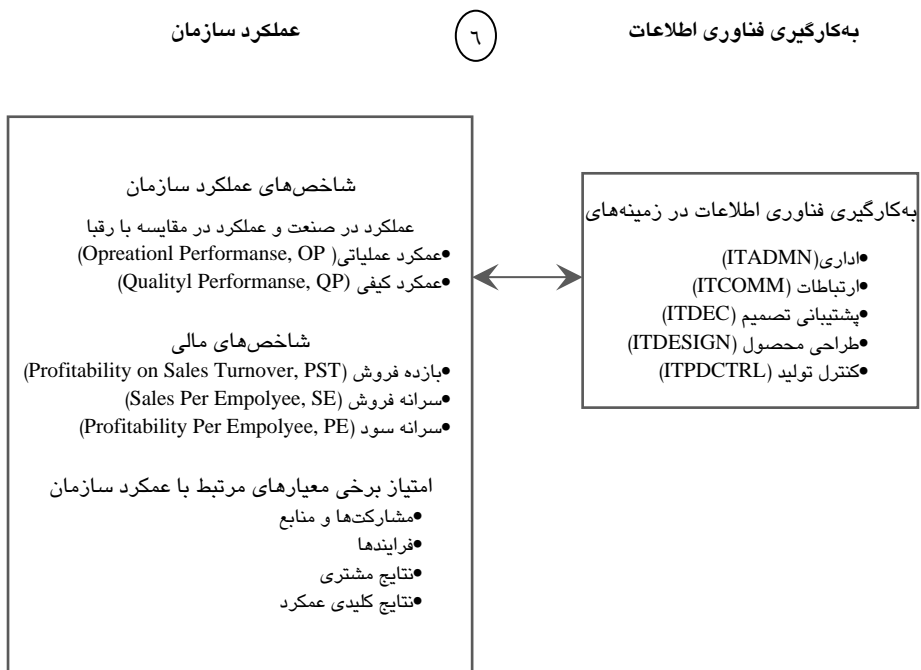 به‌کارگیری فناوری اطلاعات
٦
عملکرد سازمان
به‌کارگیری فناوری اطلاعات در زمینه‌های
•اداری(ITADMN)
•ارتباطات (ITCOMM)
•پشتیبانی تصمیم (ITDEC)
•طراحی محصول (ITDESIGN)
•کنترل تولید (ITPDCTRL)
شاخص‌های عملکرد سازمان
عملکرد در صنعت و عملکرد در مقایسه با رقبا
•عمکرد عملیاتی( Opreationl Performanse, OP)
•عمکرد کیفی (Qualityl Performanse, QP)
شاخص‌های مالی
•بازده فروش (Profitability on Sales Turnover, PST)
•سرانه فروش (Sales Per Empolyee, SE)
•سرانه سود (Profitability Per Empolyee, PE)
امتیاز برخی معیارهای مرتبط با عمکرد سازمان
•مشارکت‌ها و منابع
•فرایندها
•نتایج مشتری
•نتایج کلیدی عمکرد